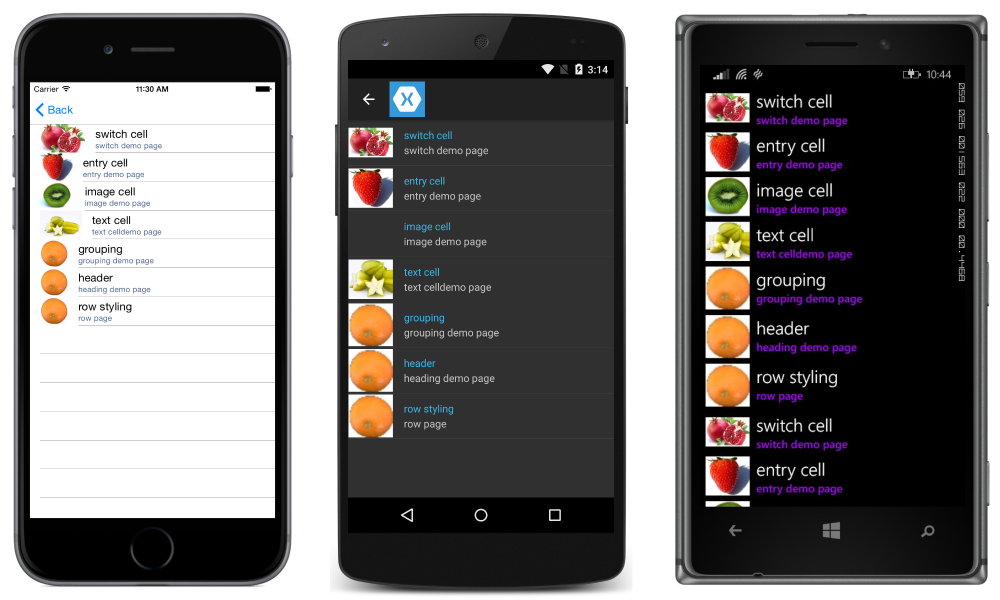 Carrier
11:30 AM
Back
switch cell
switch demo page
entry cell
entry demo page
image cell
image demo page
text cell
text celldemo page
grouping
grouping demo page
header
heading demo page
row styling
row page
3:14
switch cell
switch demo page
entry cell
entry demo page
image cell
image demo page
text cell
text celldemo page
grouping
grouping demo page
header
heading demo page
row styling
row page
10:44
switch cell
switch demo page
entry cell
entry demo page
image cell
image demo page
text cell
text celldemo page
grouping
grouping demo page
header
heading demo page
row styling
row page
switch cell
switch demo page
entry cell
entry demo page